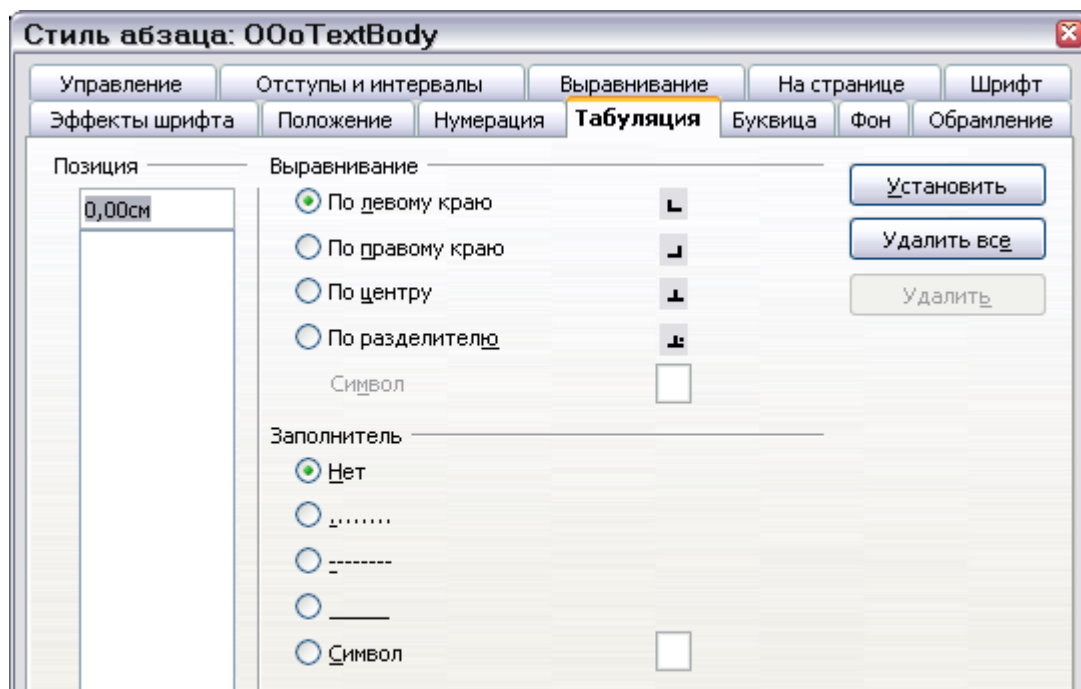 Стиль абзаца: OOoTextBody
Управление Отступы и интервалы Выравнивание На странице Шрифт
Эффекты шрифта Положение Нумерация Табуляция Буквица Фон Обрамление
Позиция
0,00см
Выравнивание
По левому краю
По правому краю
По центру
По разделителю
Символ
Заполнитель
Нет
.........
--------
______
Символ
Установить
Удалить все
Удалить